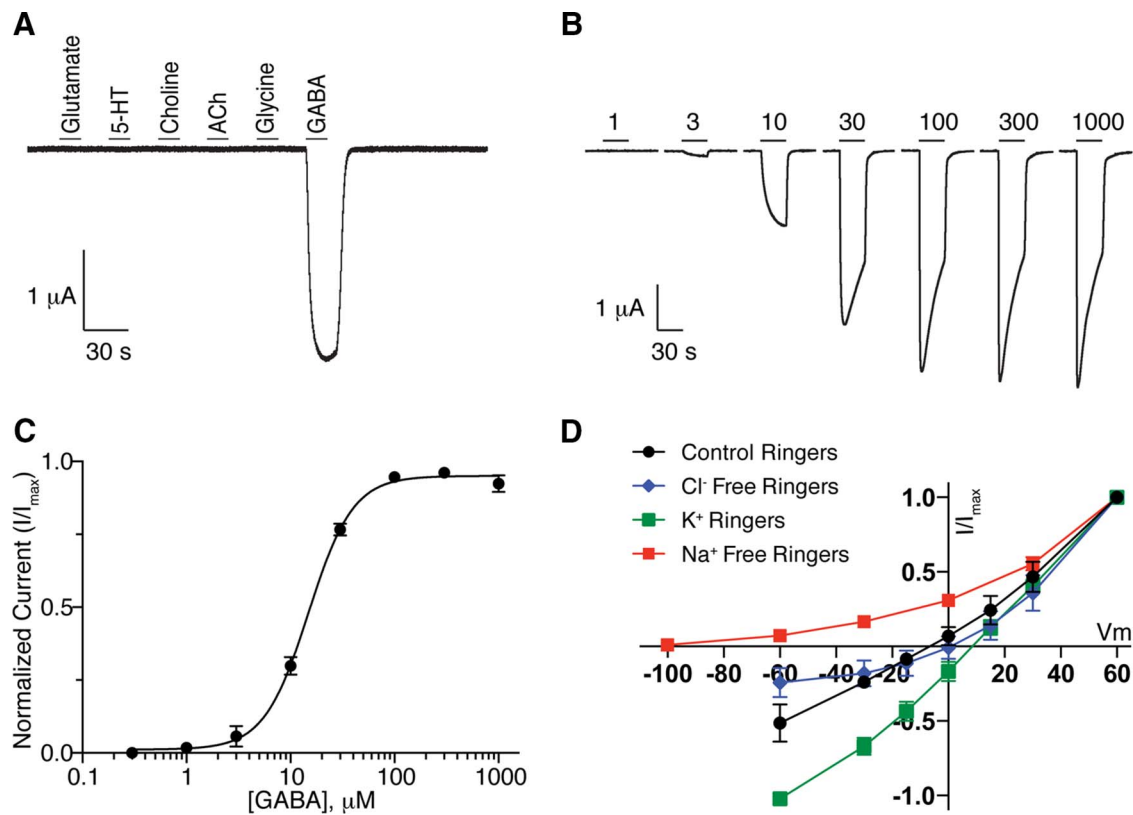 A
Glutamate
5-HT
Choline
ACh
Glycine
GABA
1 μA
30 s
B
1 3 10 30 100 300 1000
1 μA
30 s
C
Normalized Current (I/Imax)
1.0
0.5
0.0
0.1 1 10 100 1000
[GABA], μM
D
Control Ringers
Cl- Free Ringers
K+ Ringers
Na+ Free Ringers
I/Imax
1.0
0.5
Vm
-100 -80 -60 -40 -20 20 40 60
-0.5
-1.0